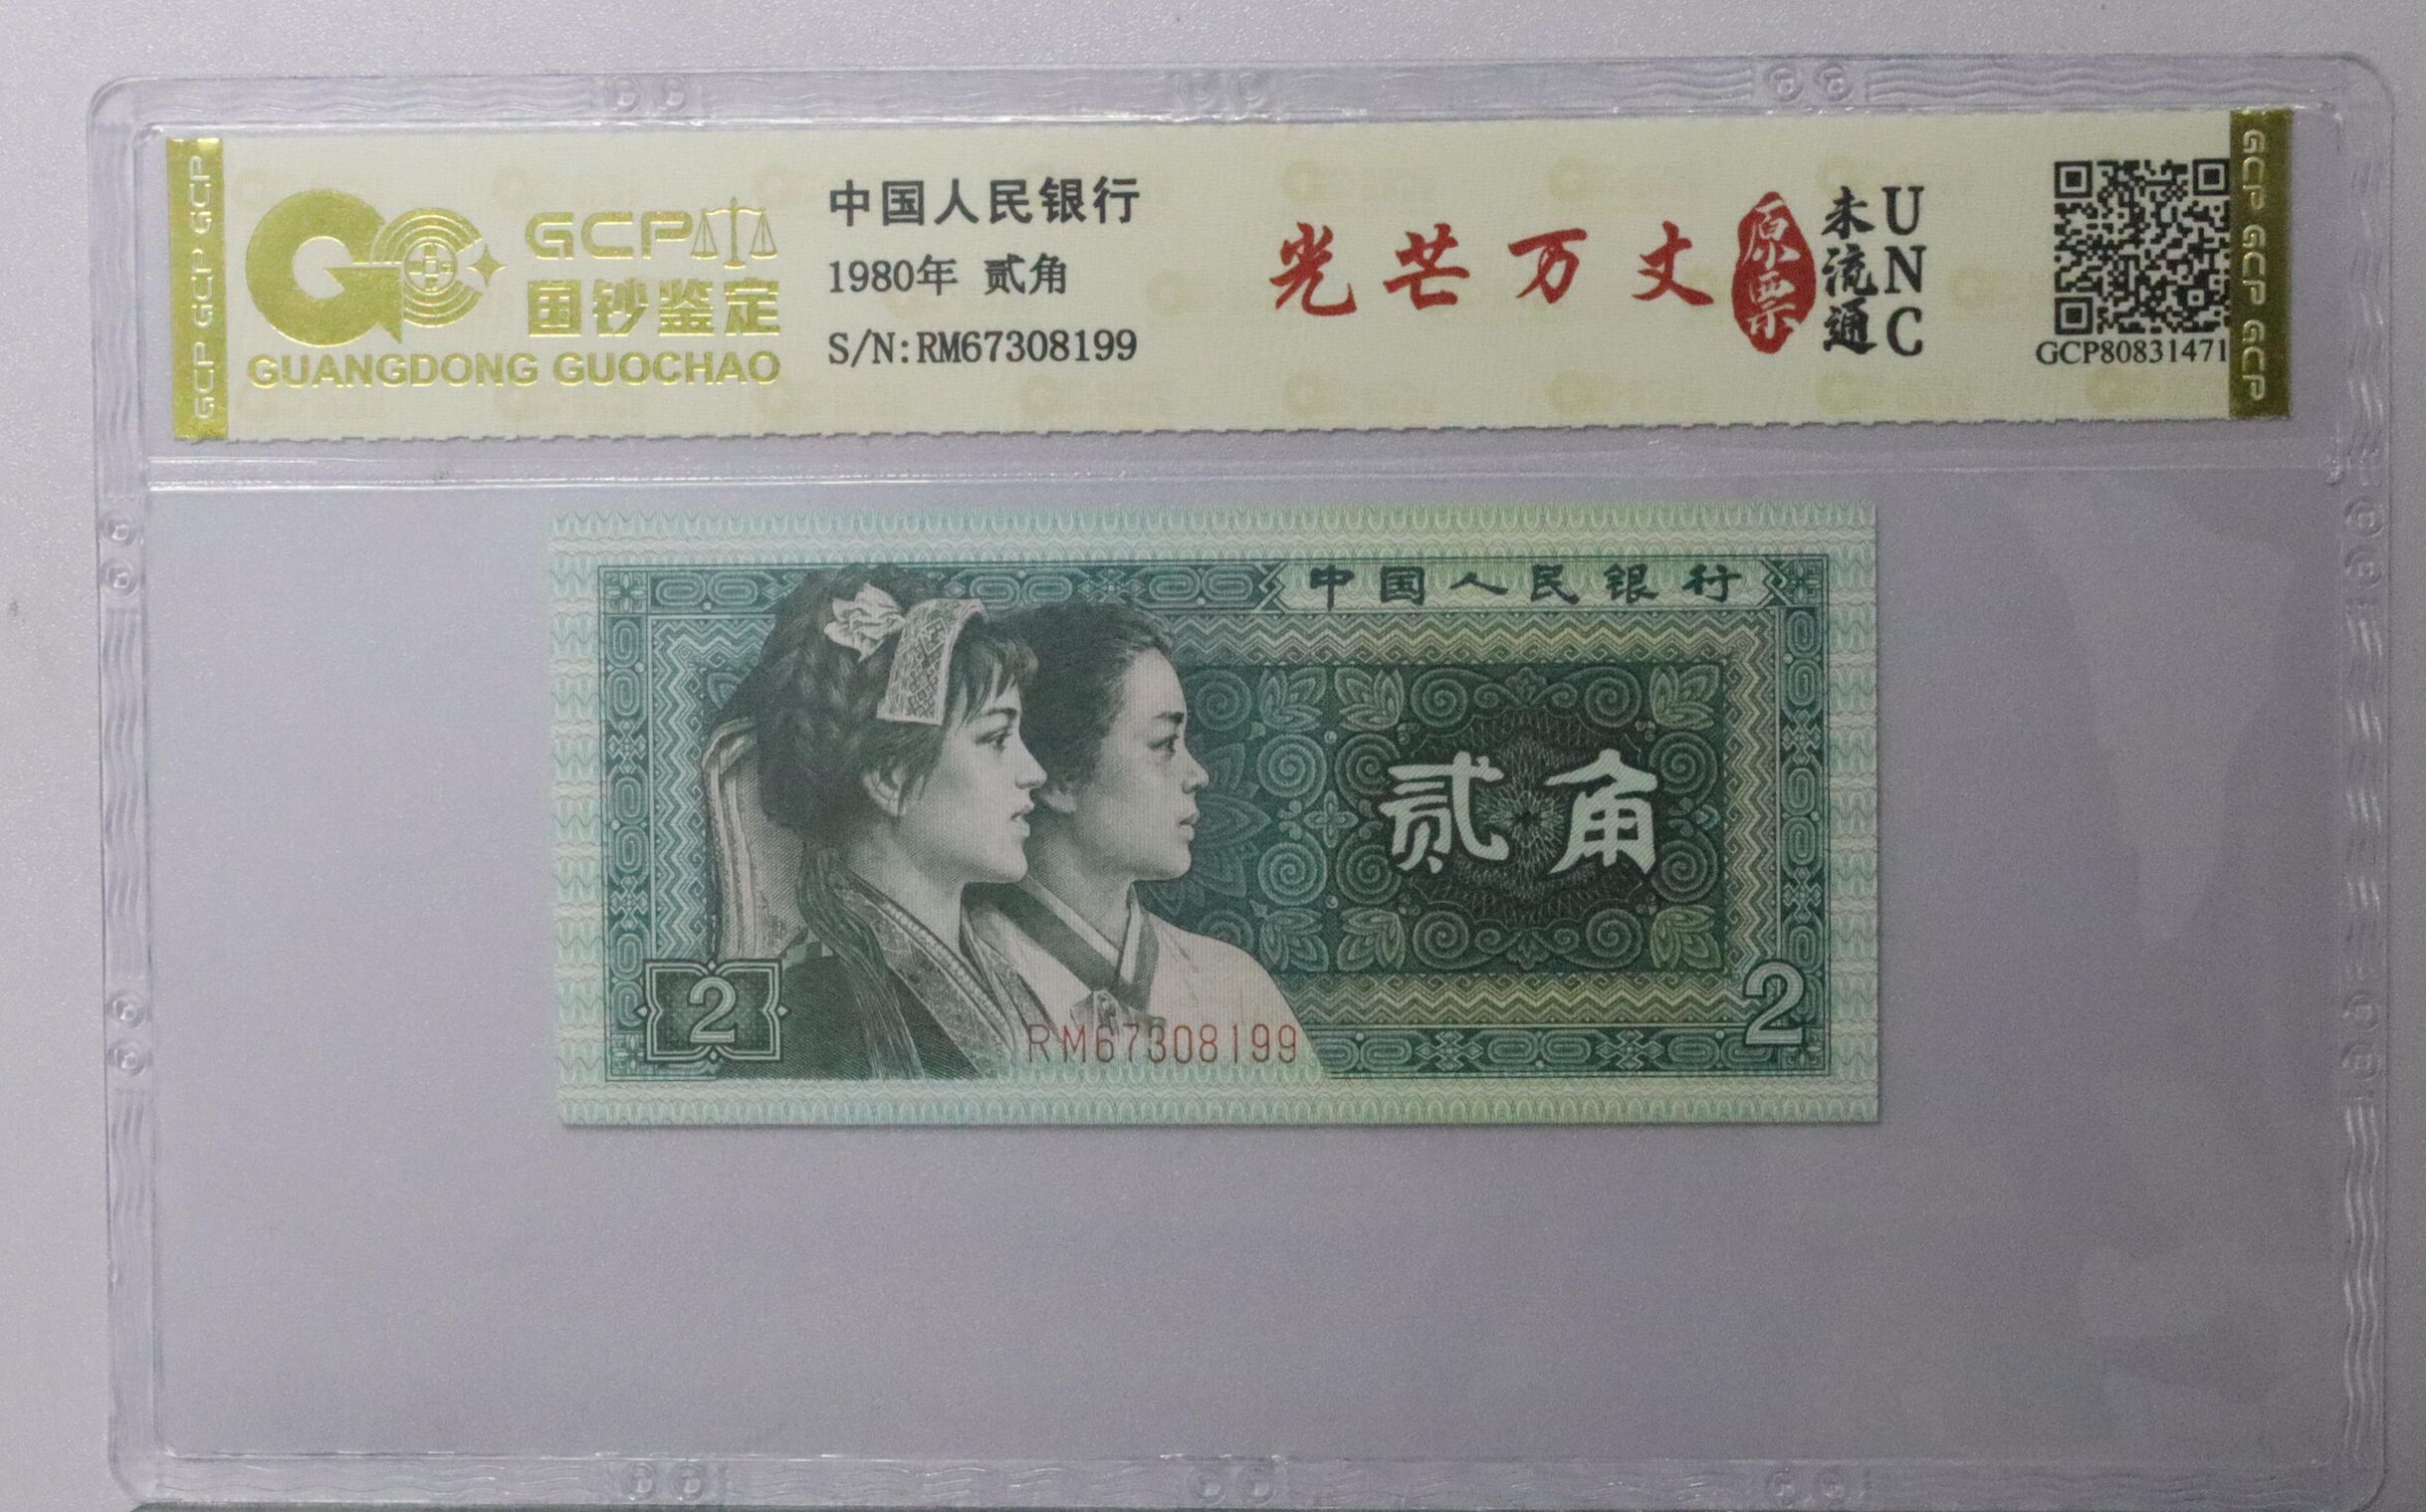 GCP GCP GCP
GCP
国钞鉴定
GUANGDONG GUOCHAO
中国人民银行
1980年 贰角
S/N:RM67308199
光芒万丈
原票
未流通
UNC
GCP80831471
GCP GCP GCP
中国人民银行
贰角
2
RM67308199
2